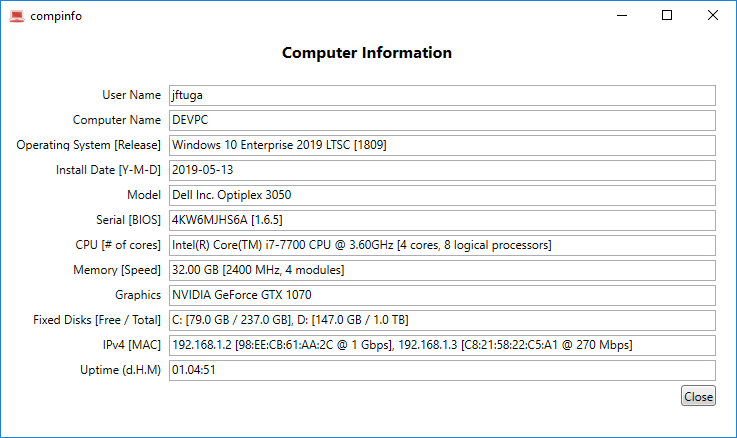 compinfo
Computer Information
User Name jftuga
Computer Name DEVPC
Operating System [Release] Windows 10 Enterprise 2019 LTSC [1809]
Install Date [Y-M-D] 2019-05-13
Model Dell Inc. Optiplex 3050
Serial [BIOS] 4KW6MJHS6A [1.6.5]
CPU [# of cores] Intel(R) Core(TM) i7-7700 CPU @ 3.60GHz [4 cores, 8 logical processors]
Memory [Speed] 32.00 GB [2400 MHz, 4 modules]
Graphics NVIDIA GeForce GTX 1070
Fixed Disks [Free / Total] C: [79.0 GB / 237.0 GB], D: [147.0 GB / 1.0 TB]
IPv4 [MAC] 192.168.1.2 [98:EE:CB:61:AA:2C @ 1 Gbps], 192.168.1.3 [C8:21:58:22:C5:A1 @ 270 Mbps]
Uptime (d.H.M) 01.04:51
Close